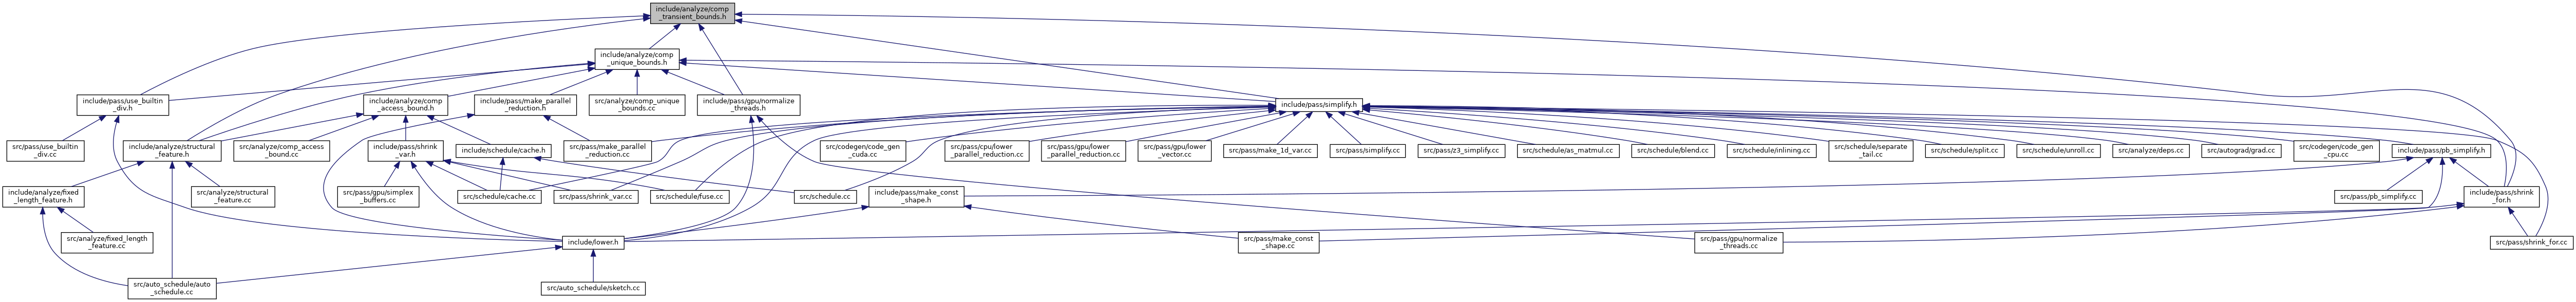 include/analyze/comp
_transient_bounds.h
include/analyze/comp
_unique_bounds.h
include/pass/use_builtin
_div.h
include/analyze/comp
_access_bound.h
include/pass/make_parallel
_reduction.h
src/analyze/comp_unique
_bounds.cc
include/pass/gpu/normalize
_threads.h
include/pass/simplify.h
src/pass/use_builtin
_div.cc
include/analyze/structural
_feature.h
src/analyze/comp_access
_bound.cc
include/pass/shrink
_var.h
include/schedule/cache.h
src/pass/make_parallel
_reduction.cc
src/codegen/code_gen
_cuda.cc
src/pass/cpu/lower
_parallel_reduction.cc
src/pass/gpu/lower
_parallel_reduction.cc
src/pass/gpu/lower
_vector.cc
src/pass/make_1d_var.cc
src/pass/simplify.cc
src/pass/z3_simplify.cc
src/schedule/as_matmul.cc
src/schedule/blend.cc
src/schedule/inlining.cc
src/schedule/separate
_tail.cc
src/schedule/split.cc
src/schedule/unroll.cc
src/analyze/deps.cc
src/autograd/grad.cc
src/codegen/code_gen
_cpu.cc
include/pass/pb_simplify.h
include/analyze/fixed
_length_feature.h
src/analyze/structural
_feature.cc
src/pass/gpu/simplex
_buffers.cc
src/schedule/cache.cc
src/pass/shrink_var.cc
src/schedule/fuse.cc
src/schedule.cc
include/pass/make_const
_shape.h
src/pass/pb_simplify.cc
include/pass/shrink
_for.h
src/analyze/fixed_length
_feature.cc
include/lower.h
src/pass/make_const
_shape.cc
src/pass/gpu/normalize
_threads.cc
src/pass/shrink_for.cc
src/auto_schedule/auto
_schedule.cc
src/auto_schedule/sketch.cc